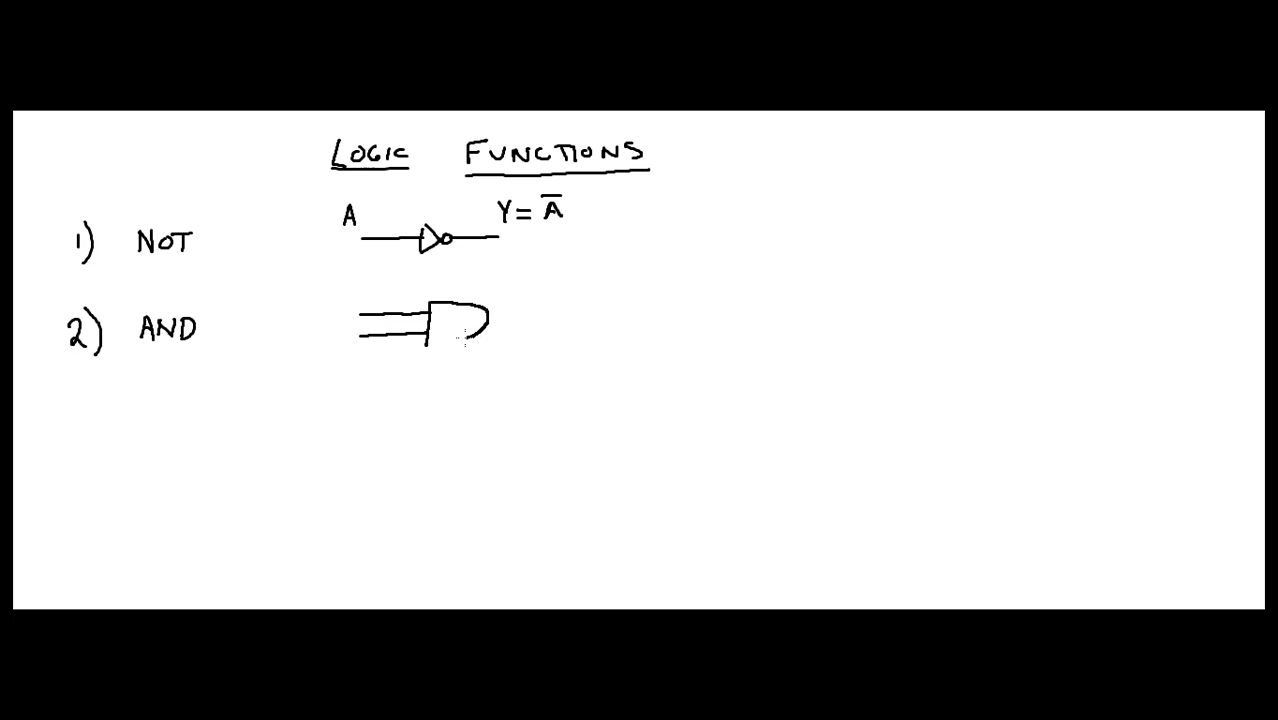 LOGIC FUNCTIONS
1) NOT A Y = A̅
2) AND